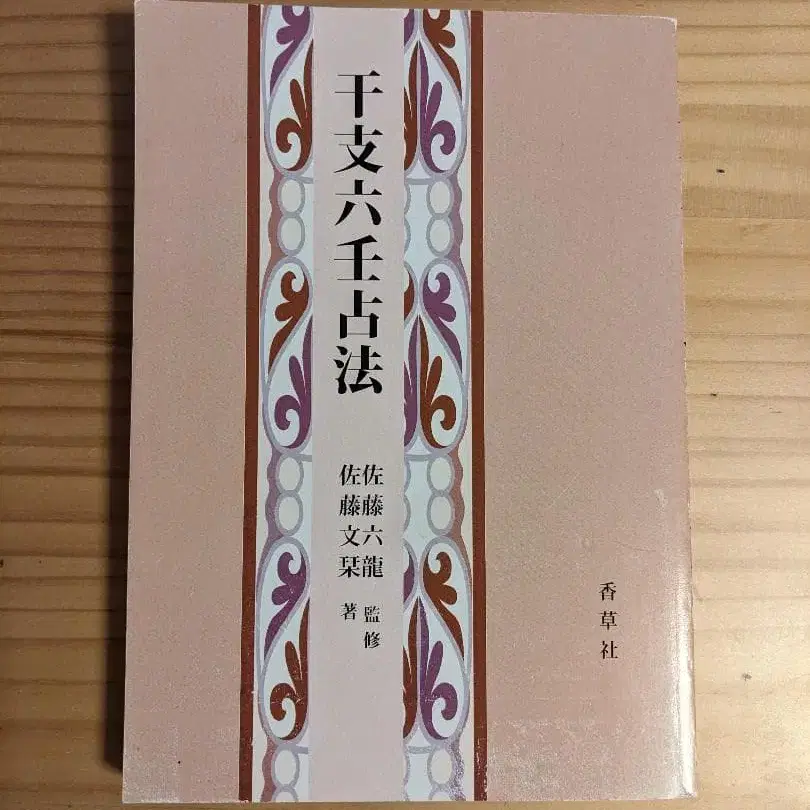 干支六壬占法
佐藤六龍 監修
佐藤文栞 著
香草社